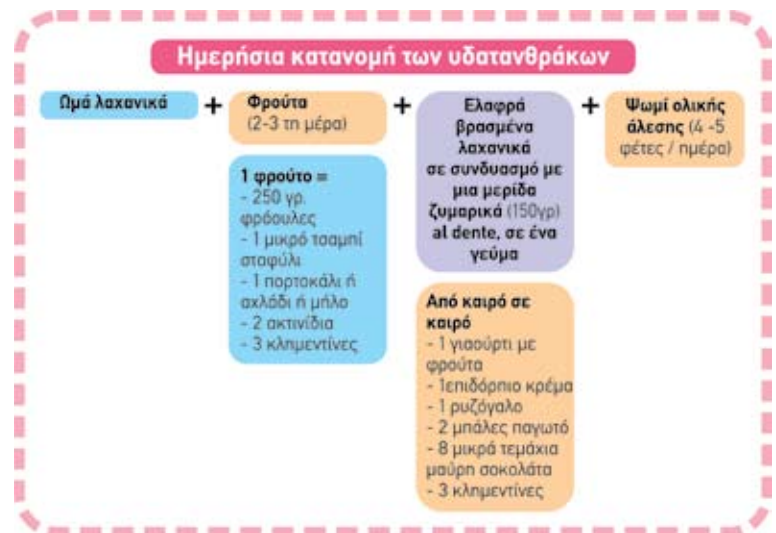 Ημερήσια κατανομή των υδατανθράκων
Ωμά λαχανικά
+
Φρούτα
(2-3 τη μέρα)
+
Ελαφρά
βρασμένα
λαχανικά
σε συνδυασμό με
μια μερίδα
ζυμαρικά (150γρ)
al dente, σε ένα
γεύμα
+
Ψωμί ολικής
άλεσης (4 -5
φέτες / ημέρα)
1 φρούτο =
- 250 γρ.
φράουλες
- 1 μικρό τσαμπί
σταφύλι
- 1 πορτοκάλι ή
αχλάδι ή μήλο
- 2 ακτινίδια
- 3 κλημεντίνες
Από καιρό σε
καιρό
- 1 γιαούρτι με
φρούτα
- 1επιδόρπιο κρέμα
- 1 ρυζόγαλο
- 2 μπάλες παγωτό
- 8 μικρά τεμάχια
μαύρη σοκολάτα
- 3 κλημεντίνες